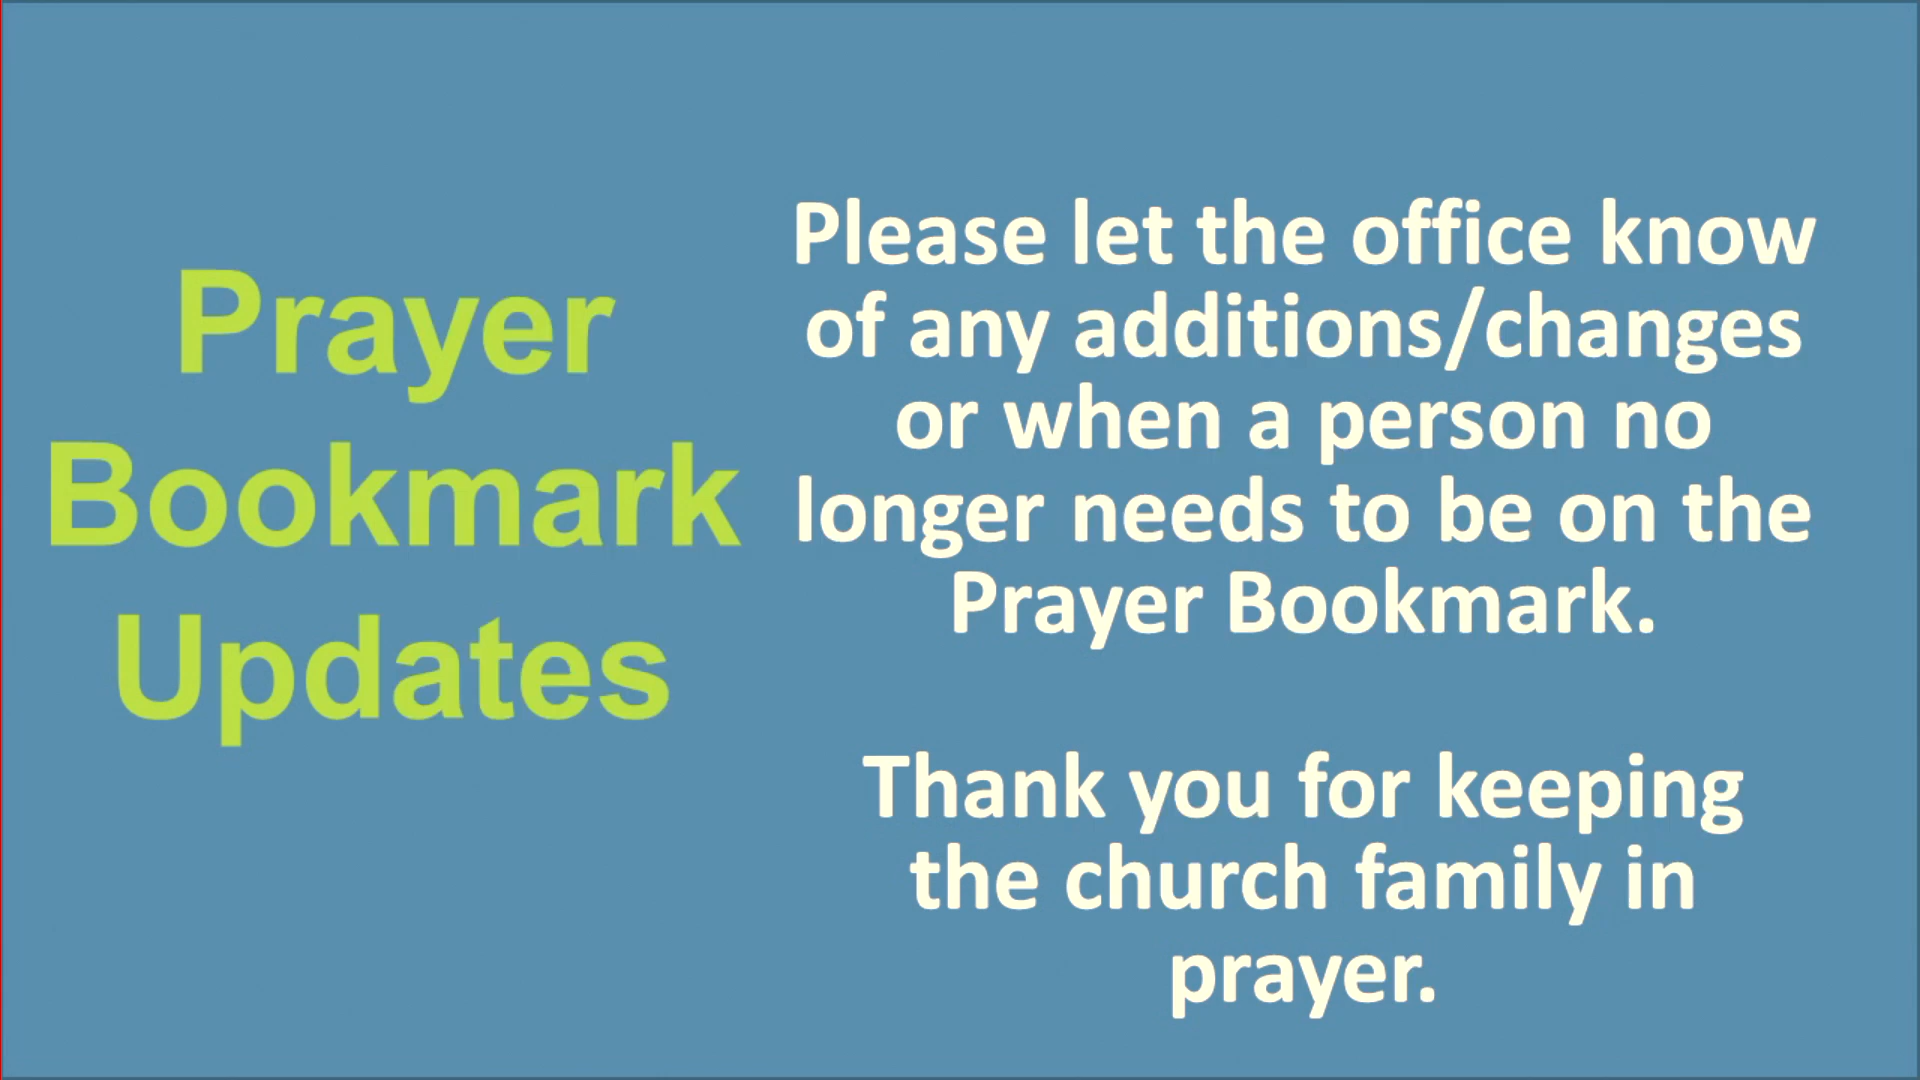 Prayer
Bookmark
Updates
Please let the office know
of any additions/changes
or when a person no
longer needs to be on the
Prayer Bookmark.
Thank you for keeping
the church family in
prayer.